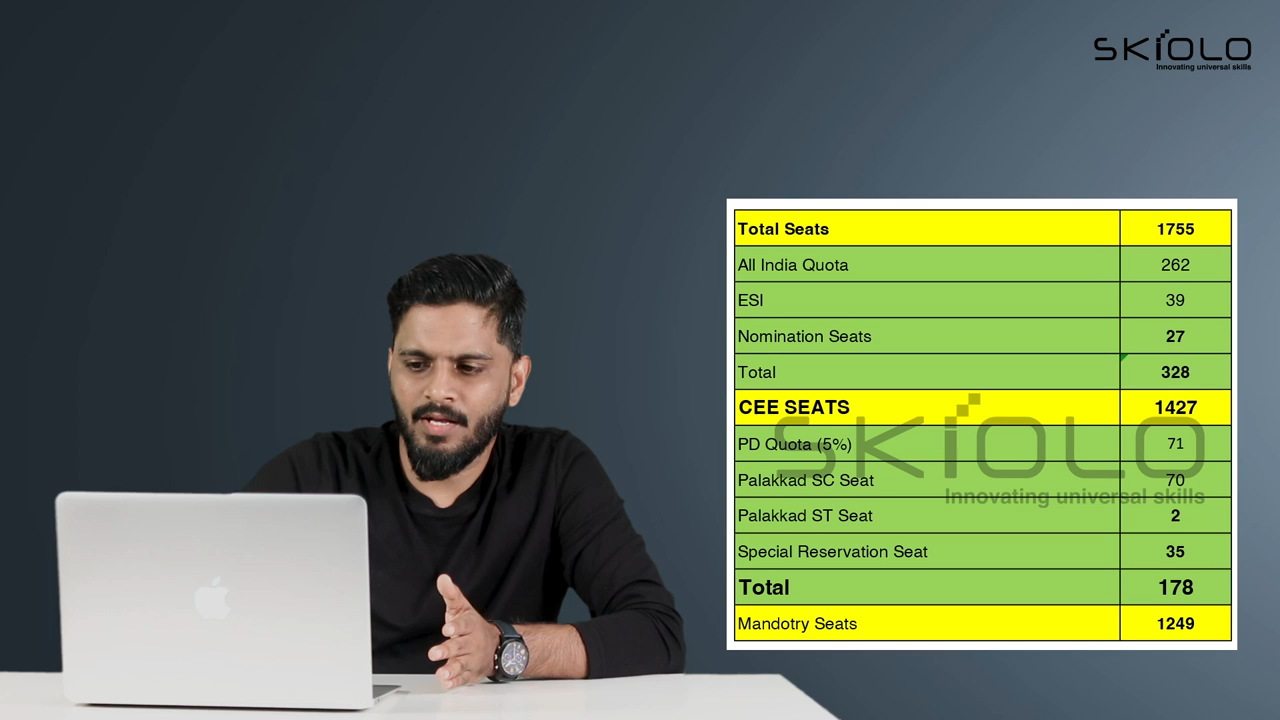 SKIOLO
Innovating universal skills
Total Seats 1755
All India Quota 262
ESI 39
Nomination Seats 27
Total 328
CEE SEATS 1427
PD Quota (5%) 71
Palakkad SC Seat 70
Palakkad ST Seat 2
Special Reservation Seat 35
Total 178
Mandotry Seats 1249
SKIOLO
Innovating universal skills